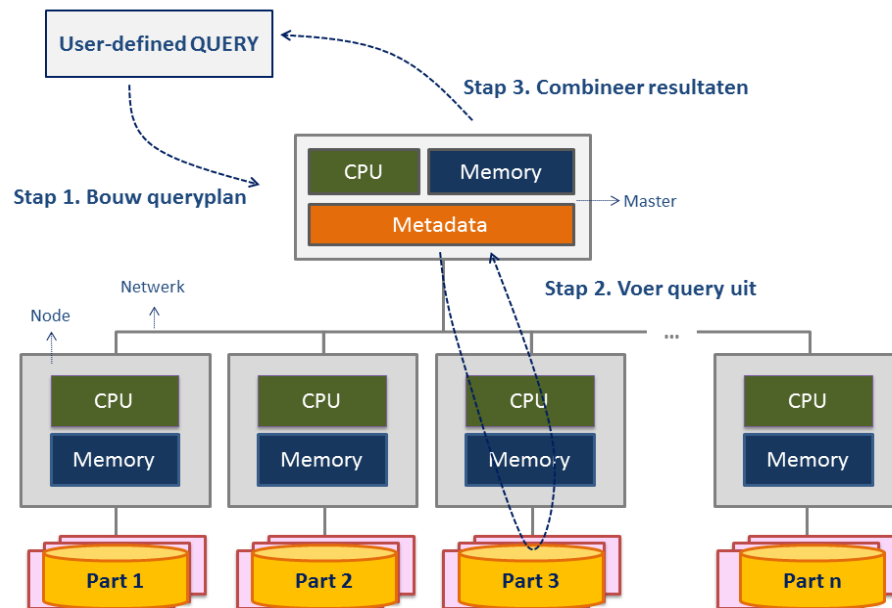 User-defined QUERY
Stap 3. Combineer resultaten
CPU
Memory
Stap 1. Bouw queryplan
Master
Metadata
Stap 2. Voer query uit
Netwerk
Node
...
CPU
CPU
CPU
CPU
Memory
Memory
Memory
Memory
Part 1
Part 2
Part 3
Part n